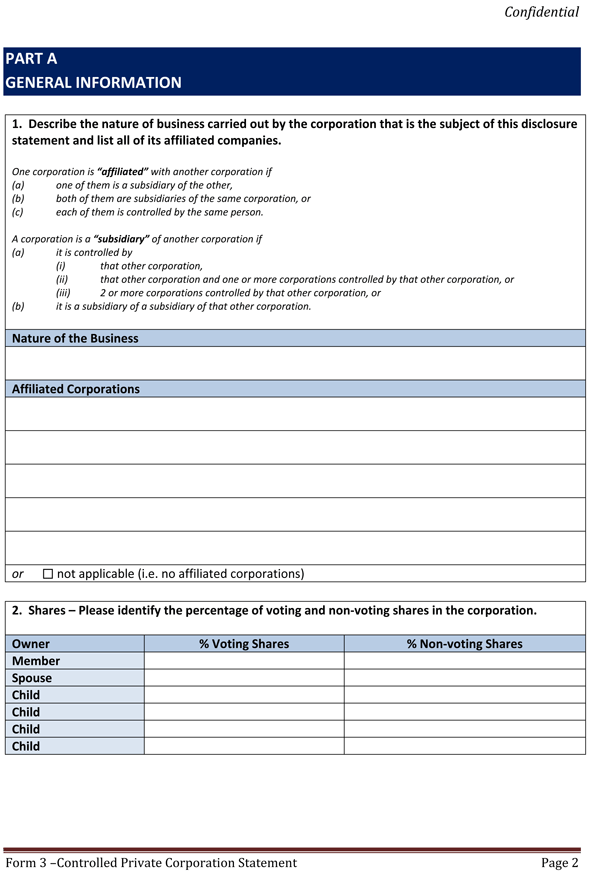 Confidential
PART A
GENERAL INFORMATION
1. Describe the nature of business carried out by the corporation that is the subject of this disclosure
statement and list all of its affiliated companies.
One corporation is “affiliated” with another corporation if
(a) one of them is a subsidiary of the other,
(b) both of them are subsidiaries of the same corporation, or
(c) each of them is controlled by the same person.
A corporation is a “subsidiary” of another corporation if
(a) it is controlled by
(i) that other corporation,
(ii) that other corporation and one or more corporations controlled by that other corporation, or
(iii) 2 or more corporations controlled by that other corporation, or
(b) it is a subsidiary of a subsidiary of that other corporation.
Nature of the Business
Affiliated Corporations
or ☐ not applicable (i.e. no affiliated corporations)
2. Shares – Please identify the percentage of voting and non-voting shares in the corporation.
Owner % Voting Shares % Non-voting Shares
Member
Spouse
Child
Child
Child
Child
Form 3 –Controlled Private Corporation Statement Page 2